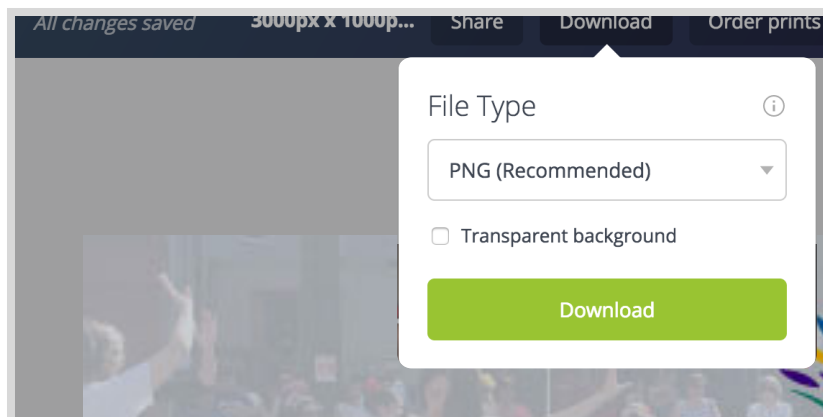 All changes saved 3000px x 1000p... Share Download Order prints
File Type
PNG (Recommended)
Transparent background
Download